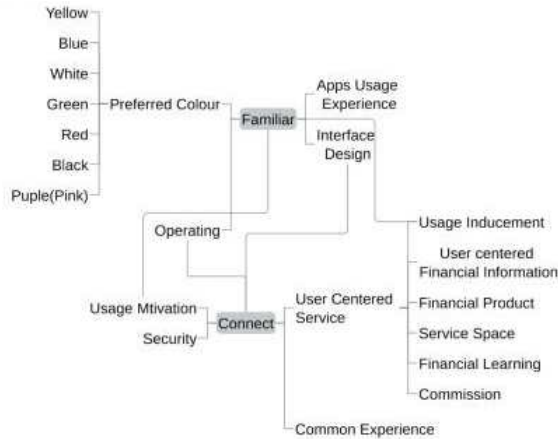 Yellow
Blue
White
Green
Red
Black
Puple(Pink)
Preferred Colour
Familiar
Apps Usage
Experience
Interface
Design
Operating
Usage Mtivation
Security
Connect
User Centered
Service
Common Experience
Usage Inducement
User centered
Financial Information
Financial Product
Service Space
Financial Learning
Commission